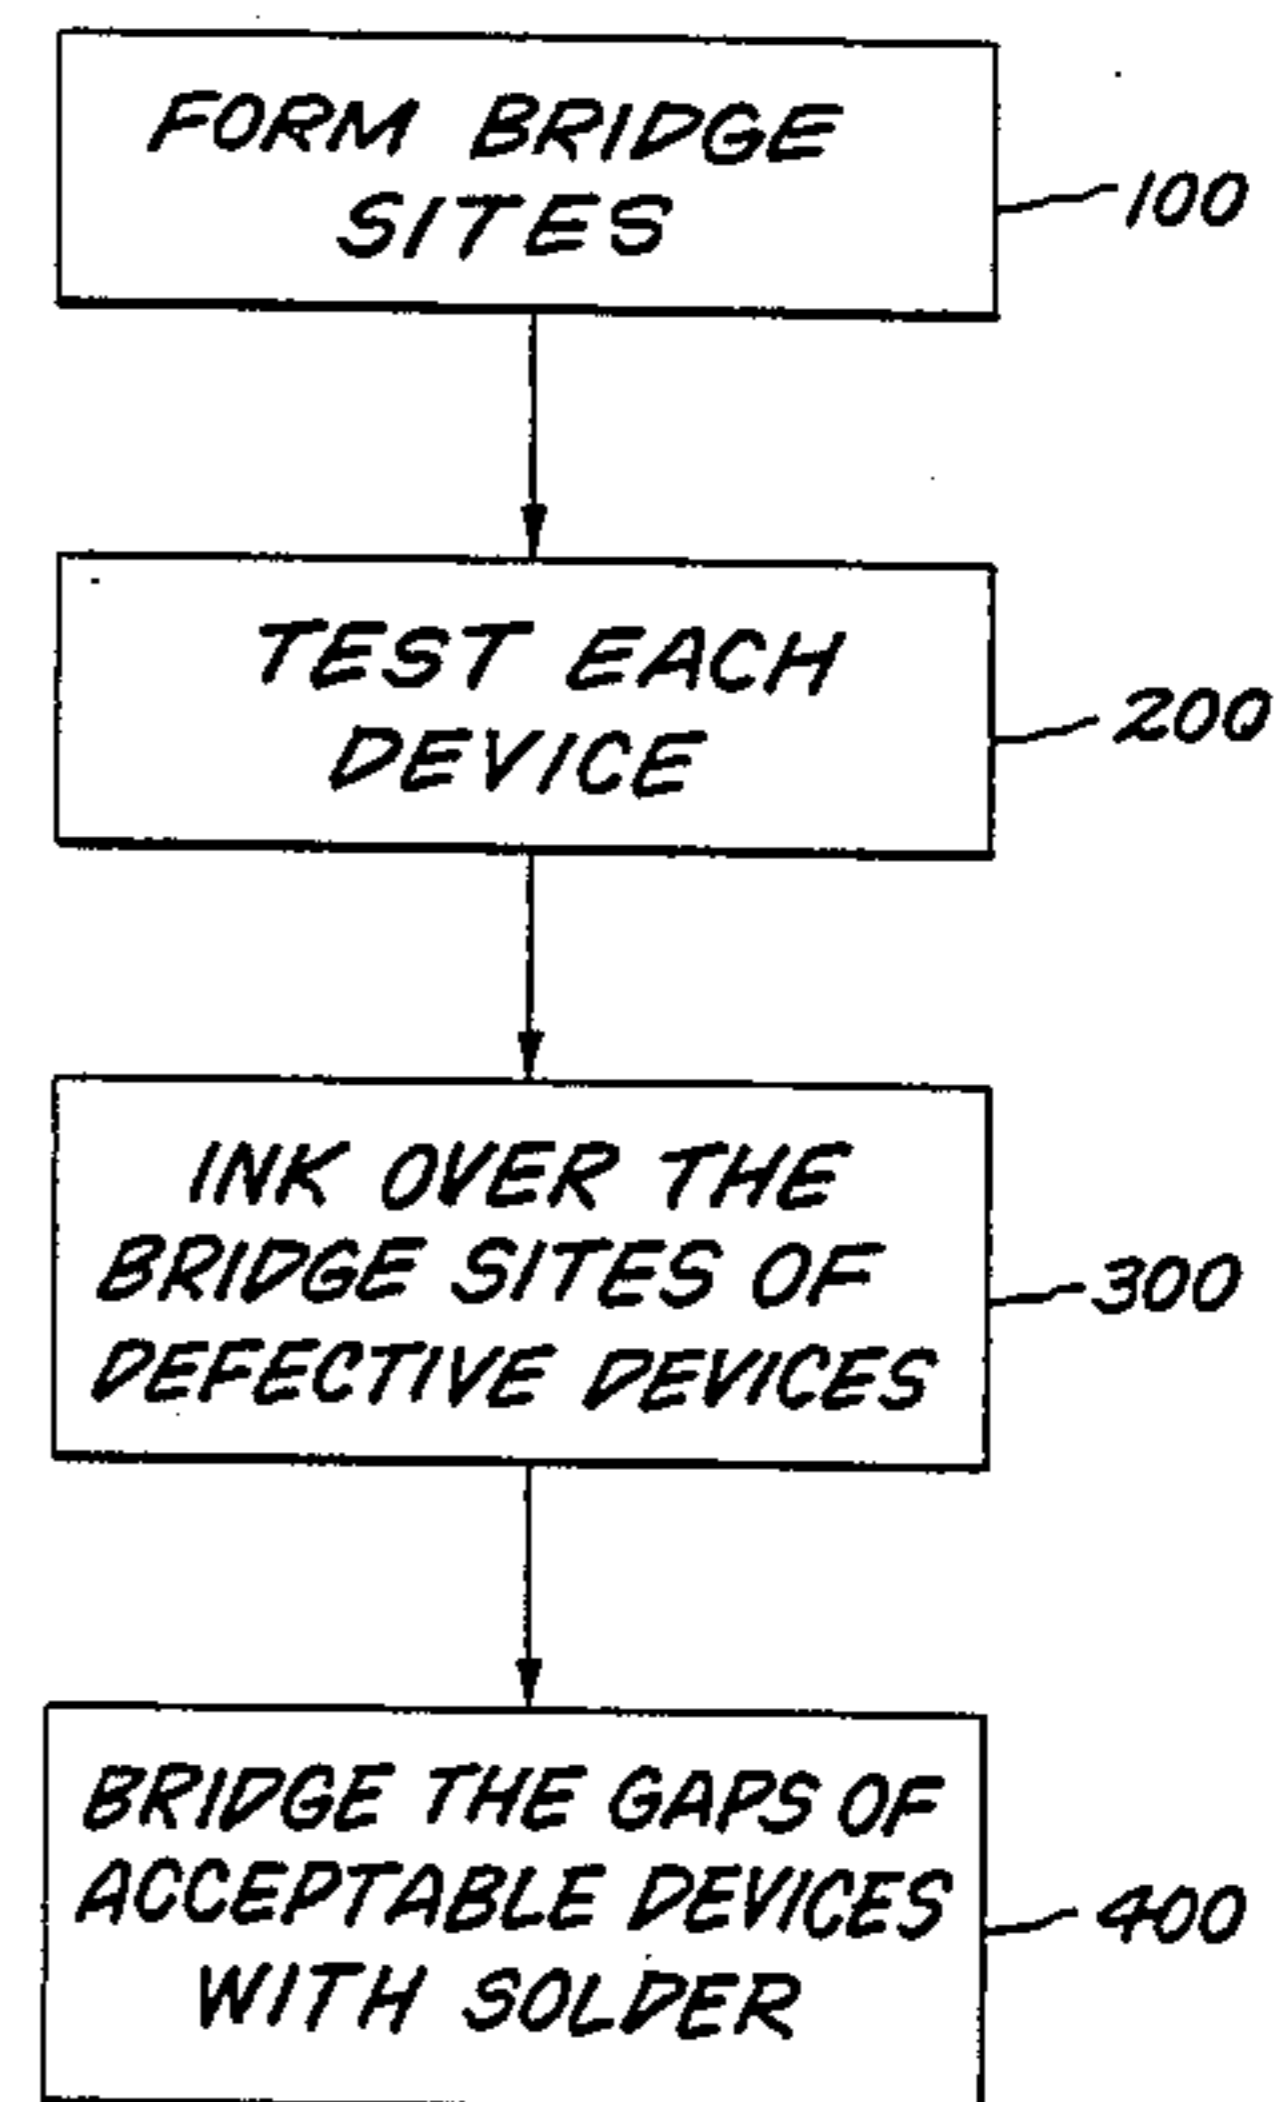 FORM BRIDGE
SITES
100
TEST EACH
DEVICE
200
INK OVER THE
BRIDGE SITES OF
DEFECTIVE DEVICES
300
BRIDGE THE GAPS OF
ACCEPTABLE DEVICES
WITH SOLDER
400